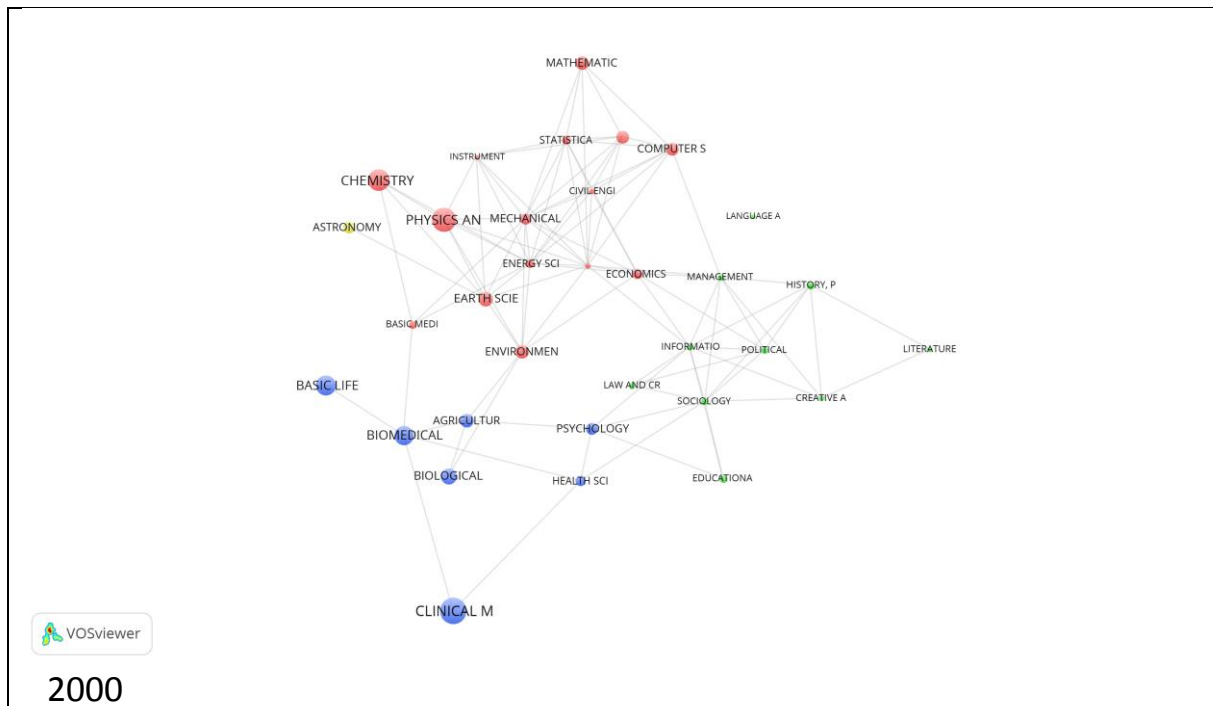 MATHEMATIC
STATISTICA
COMPUTER S
INSTRUMENT
CHEMISTRY
CIVIL ENGI
PHYSICS AN
MECHANICAL
LANGUAGE A
ASTRONOMY
ENERGY SCI
ECONOMICS
MANAGEMENT
HISTORY, P
EARTH SCIE
BASIC MEDI
ENVIRONMEN
INFORMATIO
POLITICAL
LITERATURE
BASIC LIFE
LAW AND CR
SOCIOLOGY
CREATIVE A
AGRICULTUR
BIOMEDICAL
PSYCHOLOGY
BIOLOGICAL
HEALTH SCI
EDUCATIONA
CLINICAL M
VOSviewer
2000